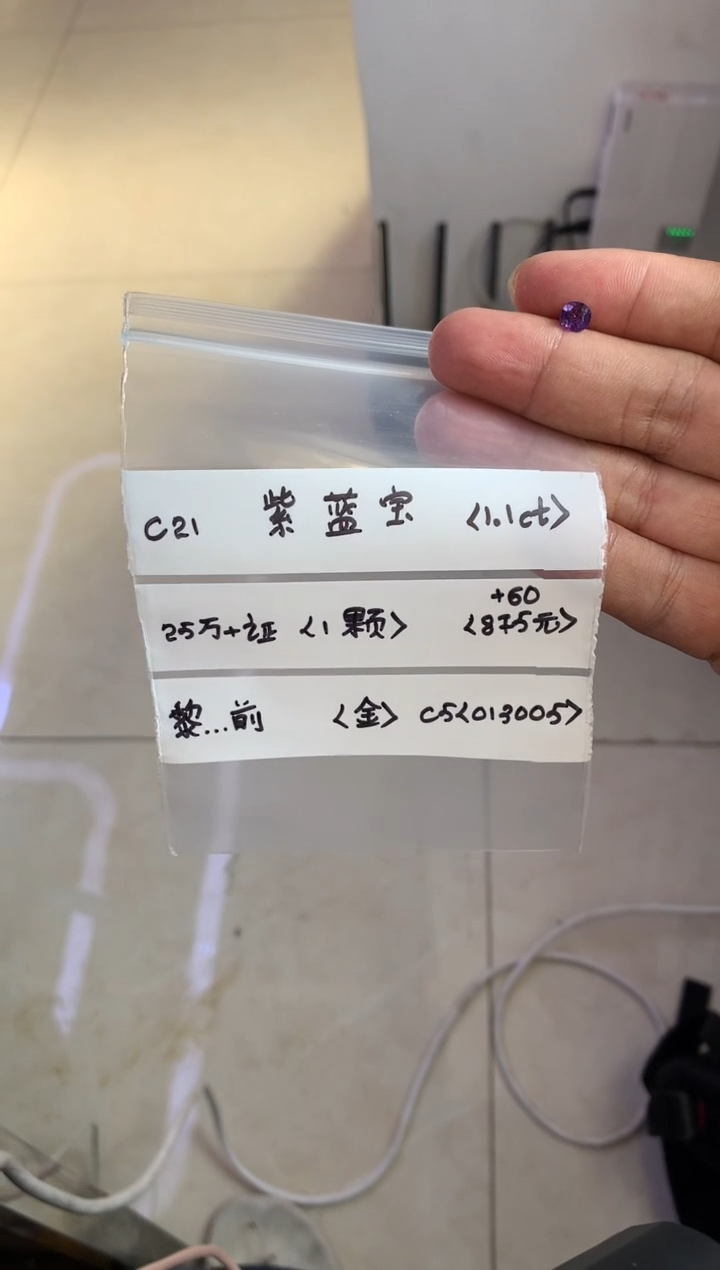 C21 紫蓝宝 <1.1ct>
+60
25万+证 <1颗> <875元>
黎...前 <金> C5<013005>